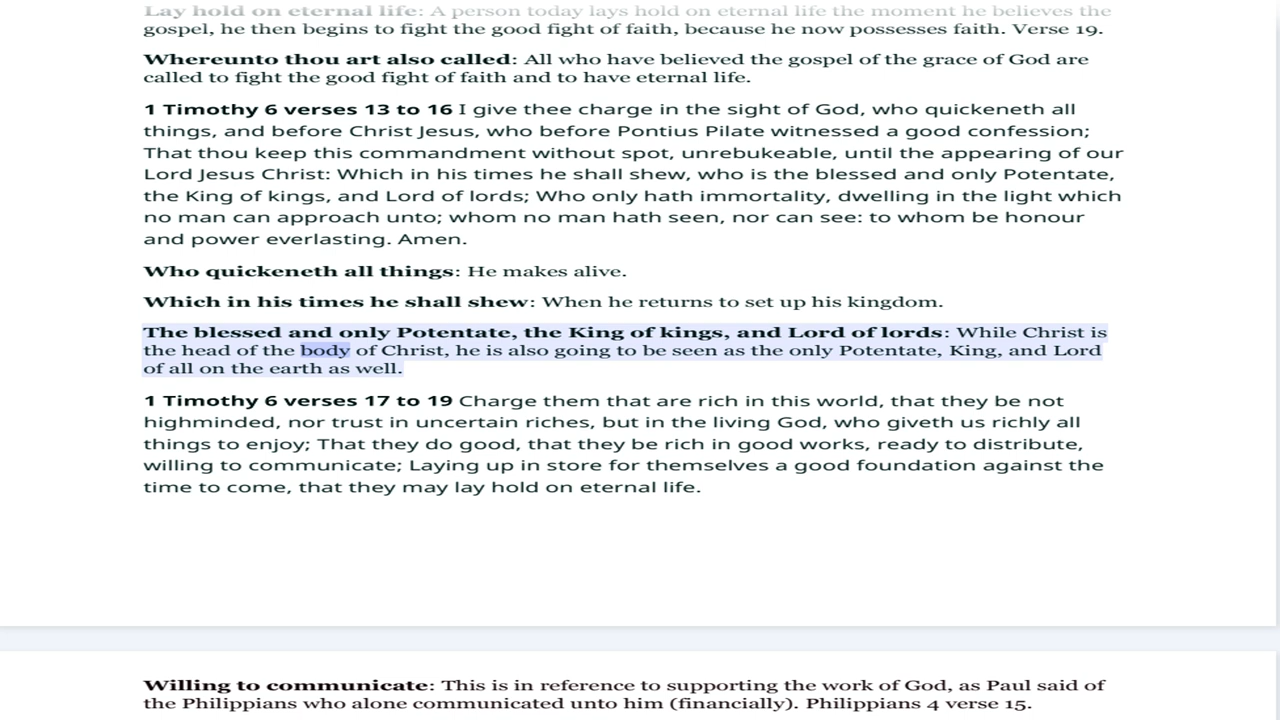 Lay hold on eternal life: A person today lays hold on eternal life the moment he believes the
gospel, he then begins to fight the good fight of faith, because he now possesses faith. Verse 19.
Whereunto thou art also called: All who have believed the gospel of the grace of God are
called to fight the good fight of faith and to have eternal life.
1 Timothy 6 verses 13 to 16 I give thee charge in the sight of God, who quickeneth all
things, and before Christ Jesus, who before Pontius Pilate witnessed a good confession;
That thou keep this commandment without spot, unrebukeable, until the appearing of our
Lord Jesus Christ: Which in his times he shall shew, who is the blessed and only Potentate,
the King of kings, and Lord of lords; Who only hath immortality, dwelling in the light which
no man can approach unto; whom no man hath seen, nor can see: to whom be honour
and power everlasting. Amen.
Who quickeneth all things: He makes alive.
Which in his times he shall shew: When he returns to set up his kingdom.
The blessed and only Potentate, the King of kings, and Lord of lords: While Christ is
the head of the body of Christ, he is also going to be seen as the only Potentate, King, and Lord
of all on the earth as well.
1 Timothy 6 verses 17 to 19 Charge them that are rich in this world, that they be not
highminded, nor trust in uncertain riches, but in the living God, who giveth us richly all
things to enjoy; That they do good, that they be rich in good works, ready to distribute,
willing to communicate; Laying up in store for themselves a good foundation against the
time to come, that they may lay hold on eternal life.
Willing to communicate: This is in reference to supporting the work of God, as Paul said of
the Philippians who alone communicated unto him (financially). Philippians 4 verse 15.